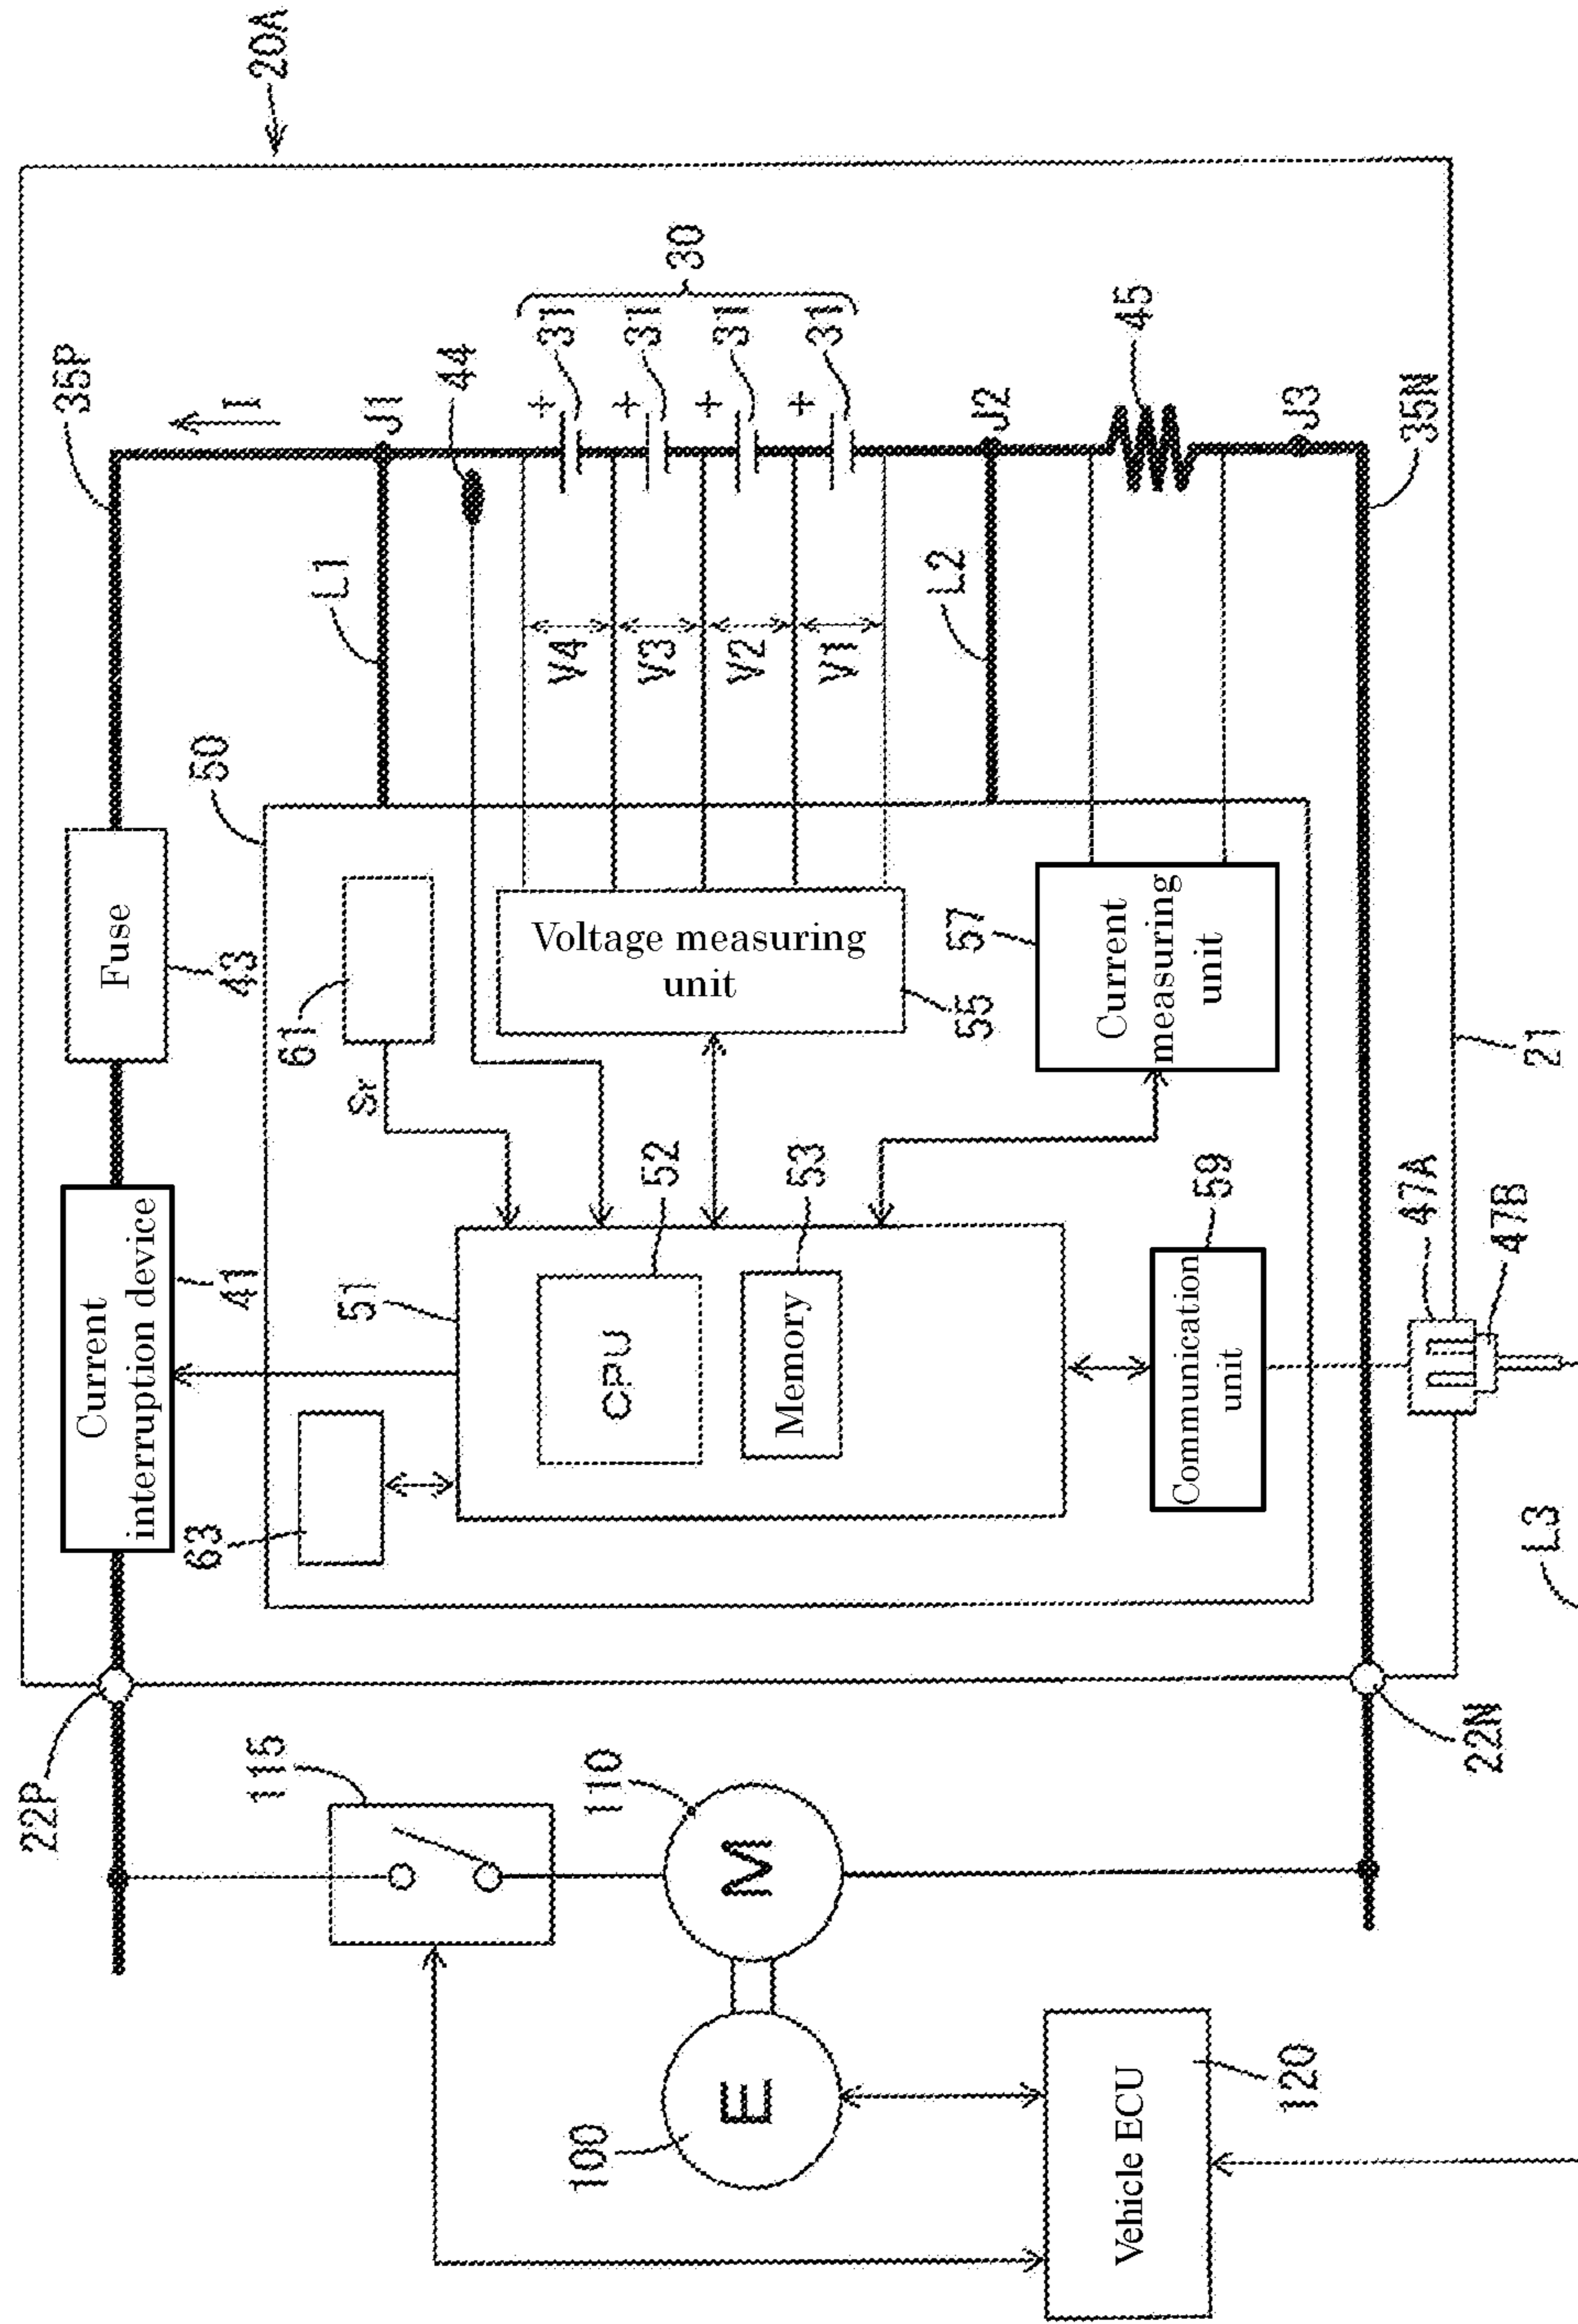 20A
35P
I
J1
44
31
31
31
31
30
+
+
+
+
J2
45
J3
35N
L1
L2
V4
V3
V2
V1
50
Fuse
43
61
Sr
Voltage measuring
unit
55
57
Current
measuring
unit
21
Current
interruption device
41
51
52
53
CPU
Memory
59
Communication
unit
47A
47B
63
L3
22P
22N
115
110
M
E
100
Vehicle ECU
120